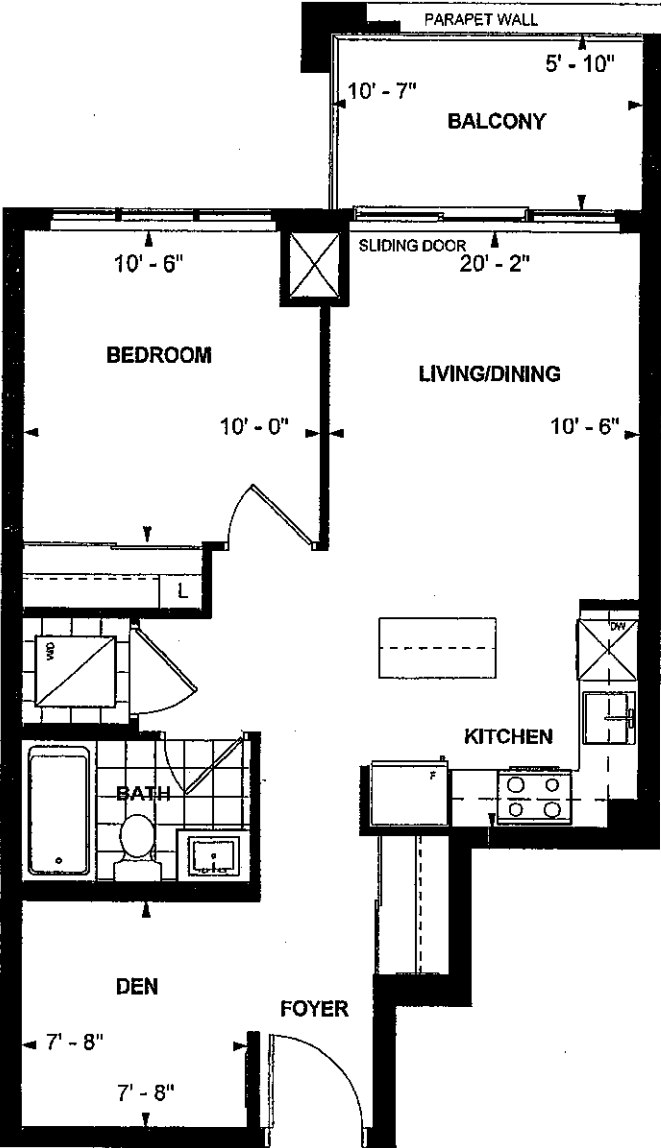 PARAPET WALL
5' - 10"
10' - 7"
BALCONY
SLIDING DOOR
10' - 6"
20' - 2"
BEDROOM
LIVING/DINING
10' - 0"
10' - 6"
L
DW
W/D
KITCHEN
F
BATH
DEN
FOYER
7' - 8"
7' - 8"